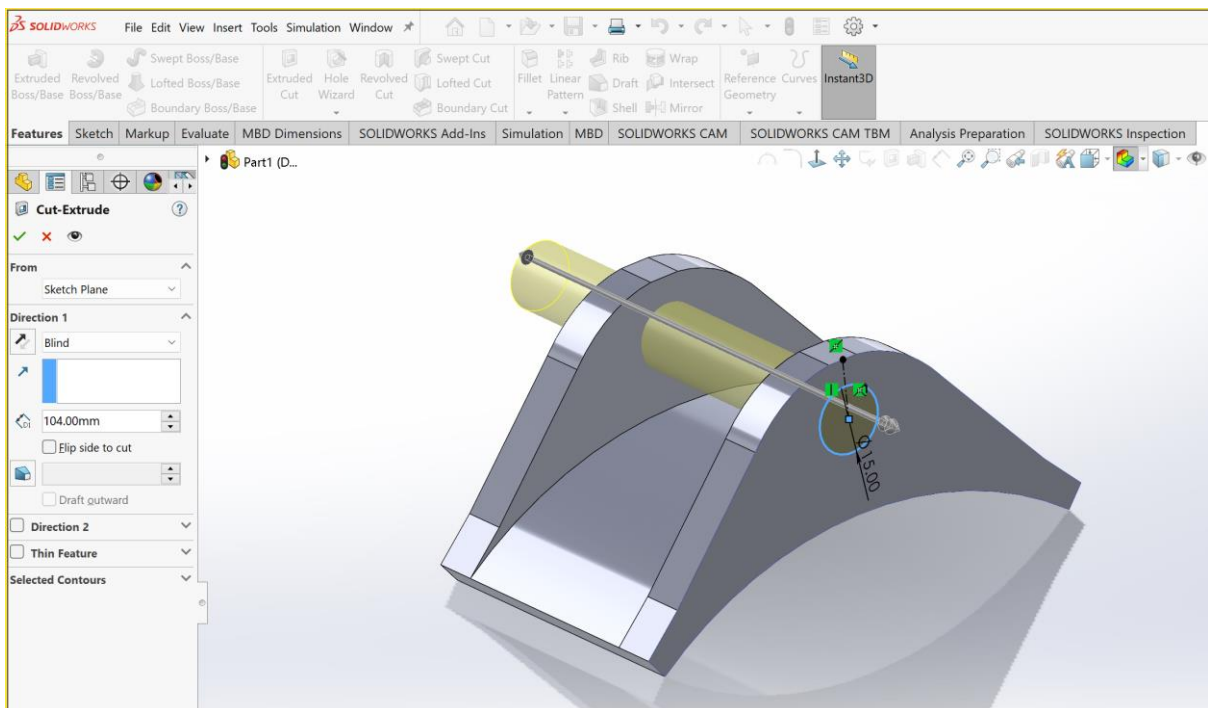 SOLIDWORKS File Edit View Insert Tools Simulation Window
Extruded Boss/Base Revolved Boss/Base Swept Boss/Base Lofted Boss/Base Boundary Boss/Base Extruded Cut Hole Wizard Revolved Cut Swept Cut Lofted Cut Boundary Cut Fillet Linear Pattern Rib Draft Shell Wrap Intersect Mirror Reference Geometry Curves Instant3D
Features Sketch Markup Evaluate MBD Dimensions SOLIDWORKS Add-Ins Simulation MBD SOLIDWORKS CAM SOLIDWORKS CAM TBM Analysis Preparation SOLIDWORKS Inspection
Part1 (D...
Cut-Extrude
From
Sketch Plane
Direction 1
Blind
104.00mm
Flip side to cut
Draft outward
Direction 2
Thin Feature
Selected Contours
Ø15.00